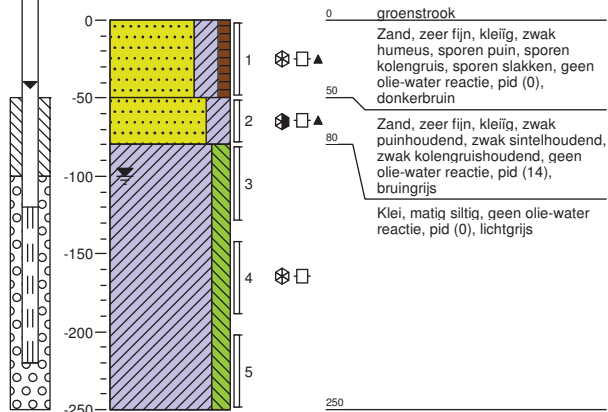 0
-50
-100
-150
-200
-250
1
2
3
4
5
0
groenstrook
Zand, zeer fijn, kleiïg, zwak
humeus, sporen puin, sporen
kolengruis, sporen slakken, geen
olie-water reactie, pid (0),
donkerbruin
50
Zand, zeer fijn, kleiïg, zwak
puinhoudend, zwak sintelhoudend,
zwak kolengruishoudend, geen
olie-water reactie, pid (14),
bruingrijs
80
Klei, matig siltig, geen olie-water
reactie, pid (0), lichtgrijs
250